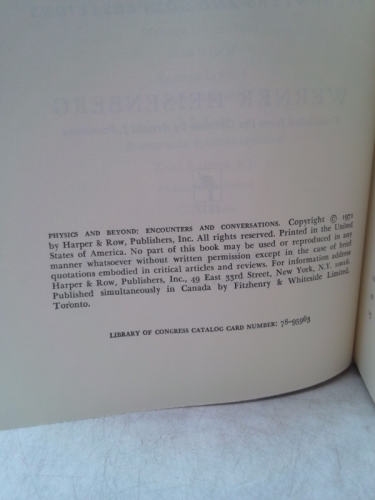 PHYSICS AND BEYOND: ENCOUNTERS AND CONVERSATIONS. Copyright © 1971
by Harper & Row, Publishers, Inc. All rights reserved. Printed in the United
States of America. No part of this book may be used or reproduced in any
manner whatsoever without written permission except in the case of brief
quotations embodied in critical articles and reviews. For information address
Harper & Row, Publishers, Inc., 49 East 33rd Street, New York, N.Y. 10016.
Published simultaneously in Canada by Fitzhenry & Whiteside Limited,
Toronto.
LIBRARY OF CONGRESS CATALOG CARD NUMBER: 78-95963
WERNER HEISENBERG